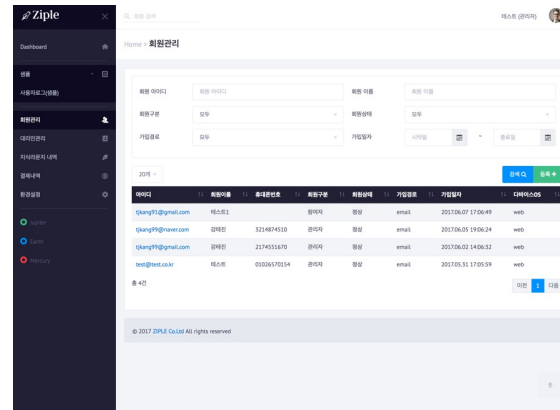 Ziple
회원 검색
테스트 (관리자)
Dashboard
Home > 회원관리
샘플
사용자로그(샘플)
회원관리
대리인관리
지식라운지 내역
결제내역
환경설정
Jupiter
Earth
Mercury
회원 아이디 회원 아이디 회원 이름 회원 이름
회원구분 모두 회원상태 모두
가입경로 모두 가입일자 시작일 ~ 종료일
20개 검색 등록 +
아이디 회원이름 휴대폰번호 회원구분 회원상태 가입경로 가입일자 디바이스OS
tjkang91@gmail.com 테스트1 참여자 정상 email 2017.06.07 17:06:49 web
tjkang99@naver.com 강태진 3214874510 관리자 정상 email 2017.06.05 19:06:24 web
tjkang99@gmail.com 강태진 2174551670 관리자 정상 email 2017.06.02 14:06:32 web
test@test.co.kr 테스트 01026570154 관리자 정상 email 2017.05.31 17:05:59 web
총 4건
이전 1 다음
© 2017 ZIPLE Co.Ltd All rights reserved